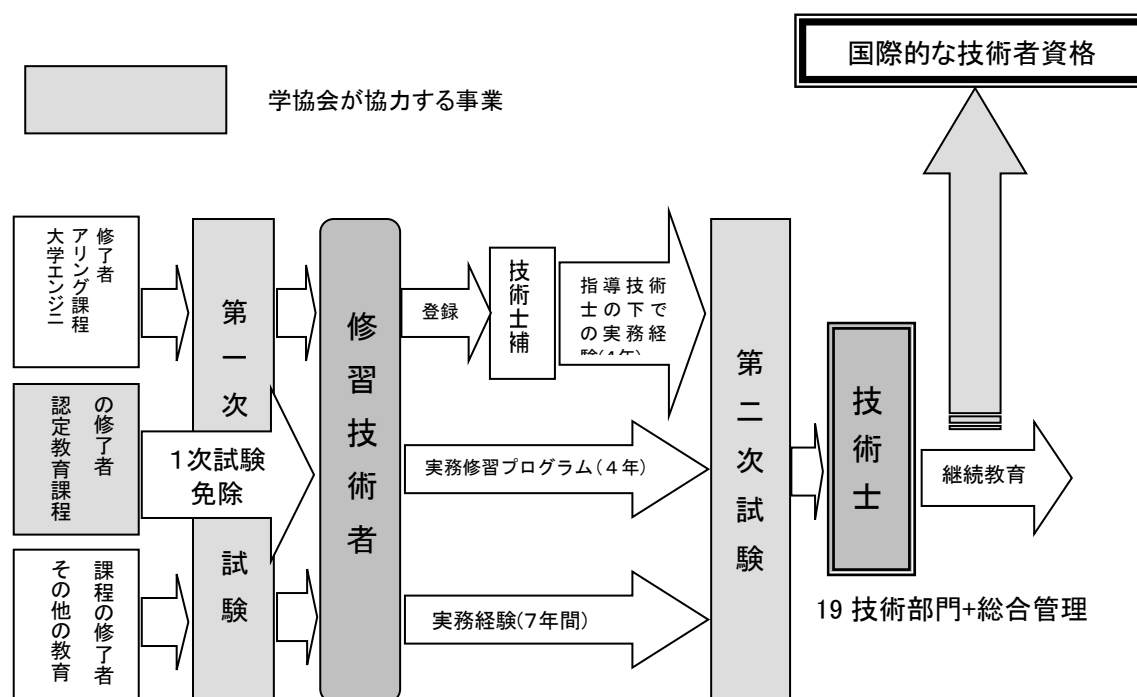 国際的な技術者資格
学協会が協力する事業
大学エンジニ
アリング課程
修了者
認定教育課程
の修了者
その他の教育
課程の修了者
第一次試験
1次試験
免除
修習技術者
登録
技術士補
指導技術
士の下で
の実務経
験(4年)
実務修習プログラム(4年)
実務経験(7年間)
第二次試験
技術士
継続教育
19 技術部門+総合管理